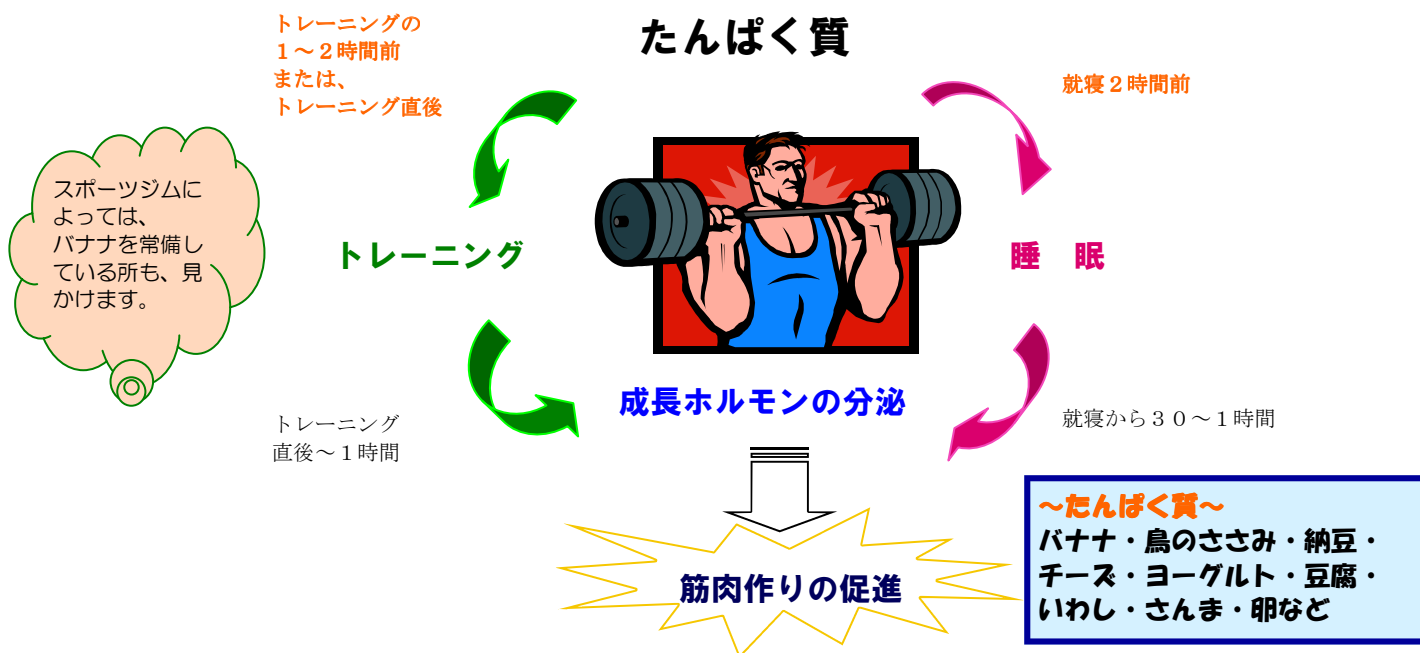 たんぱく質
トレーニングの
１～２時間前
または、
トレーニング直後
就寝２時間前
スポーツジムに
よっては、
バナナを常備し
ている所も、見
かけます。
トレーニング
睡　眠
成長ホルモンの分泌
トレーニング
直後～１時間
就寝から３０～１時間
筋肉作りの促進
～たんぱく質～
バナナ・鳥のささみ・納豆・
チーズ・ヨーグルト・豆腐・
いわし・さんま・卵など